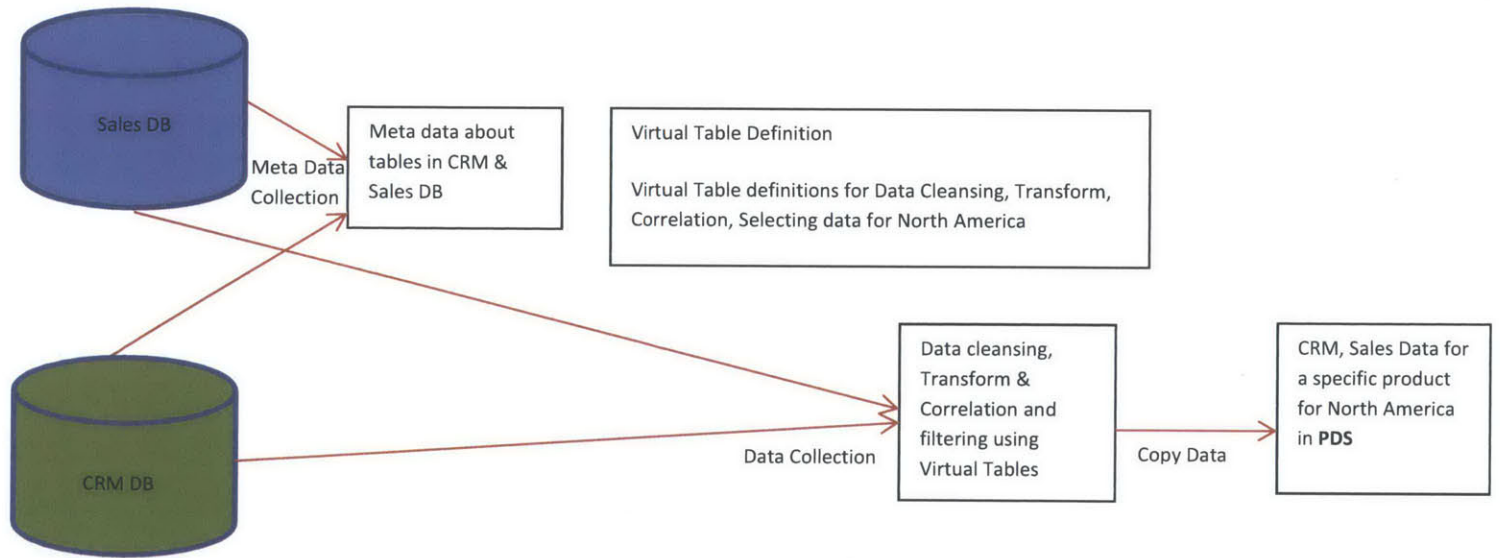 Sales DB
Meta Data
Collection
Meta data about
tables in CRM &
Sales DB
Virtual Table Definition
Virtual Table definitions for Data Cleansing, Transform,
Correlation, Selecting data for North America
CRM DB
Data Collection
Data cleansing,
Transform &
Correlation and
filtering using
Virtual Tables
Copy Data
CRM, Sales Data for
a specific product
for North America
in PDS